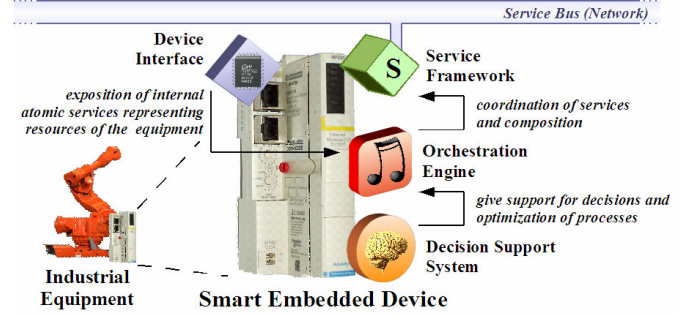 Service Bus (Network)
Device
Interface
S
Service
Framework
exposition of internal
atomic services representing
resources of the equipment
coordination of services
and composition
Orchestration
Engine
give support for decisions and
optimization of processes
Decision Support
System
Industrial
Equipment
Smart Embedded Device